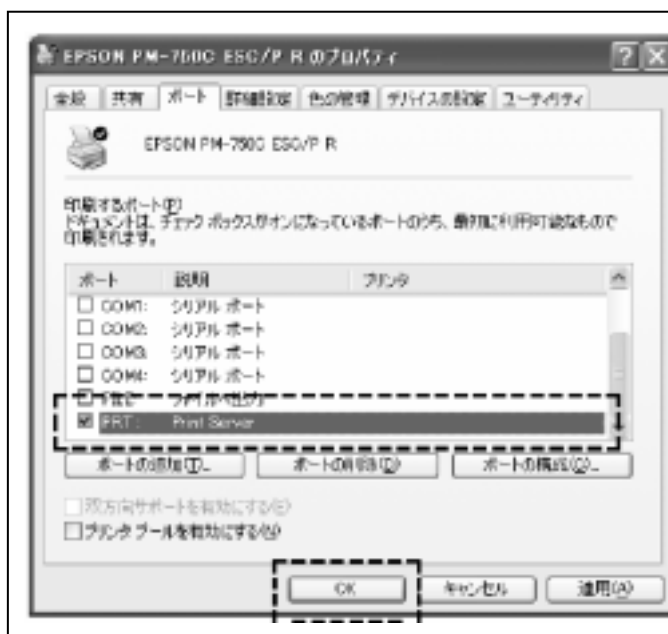 EPSON PM-750C ESC/P R のプロパティ
全般 共有 ポート 詳細設定 色の管理 デバイスの設定 ユーティリティ
EPSON PM-750C ESC/P R
印刷するポート(P)
ドキュメントは、チェック ボックスがオンになっているポートのうち、最初に利用可能なもので
印刷されます。
ポート 説明 プリンタ
COM1: シリアル ポート
COM2: シリアル ポート
COM3: シリアル ポート
COM4: シリアル ポート
FILE: ファイルへ出力
PRT: Print Server
ポートの追加(T)... ポートの削除(D) ポートの構成(C)...
双方向サポートを有効にする(E)
プリンタ プールを有効にする(N)
OK キャンセル 適用(A)